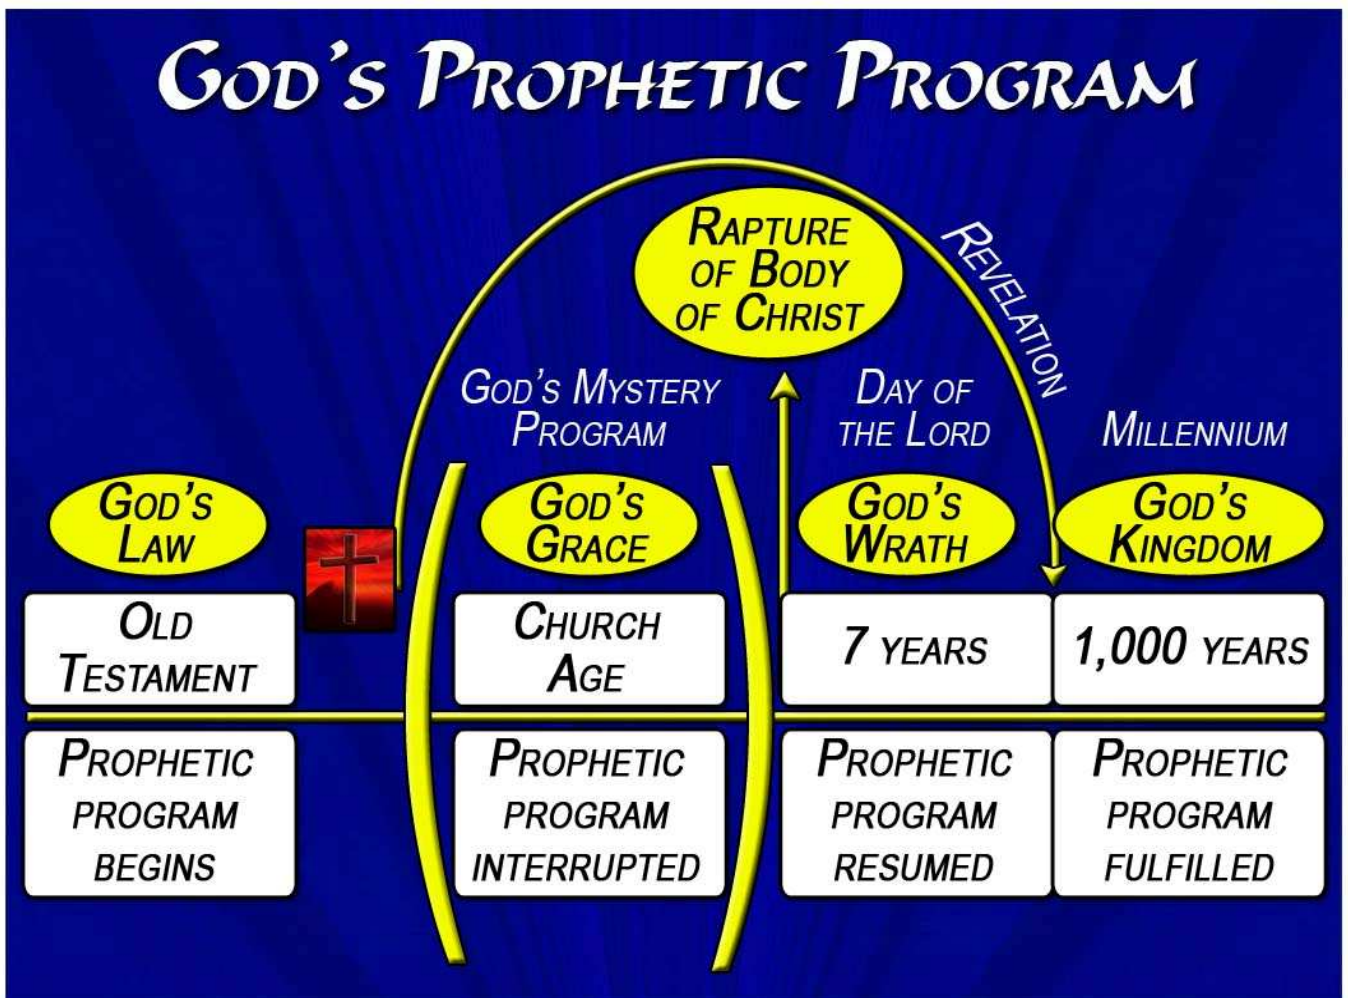 GOD'S PROPHETIC PROGRAM
RAPTURE
OF BODY
OF CHRIST
REVELATION
GOD'S MYSTERY
PROGRAM
DAY OF
THE LORD
MILLENNIUM
GOD'S
LAW
GOD'S
GRACE
GOD'S
WRATH
GOD'S
KINGDOM
OLD
TESTAMENT
CHURCH
AGE
7 YEARS
1,000 YEARS
PROPHETIC
PROGRAM
BEGINS
PROPHETIC
PROGRAM
INTERRUPTED
PROPHETIC
PROGRAM
RESUMED
PROPHETIC
PROGRAM
FULFILLED